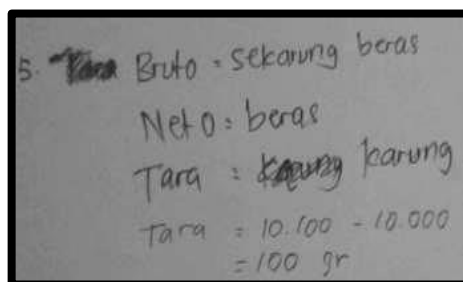 5. Bruto = Sekarung beras
Neto = beras
Tara = karung
Tara = 10.100 - 10.000
= 100 gr